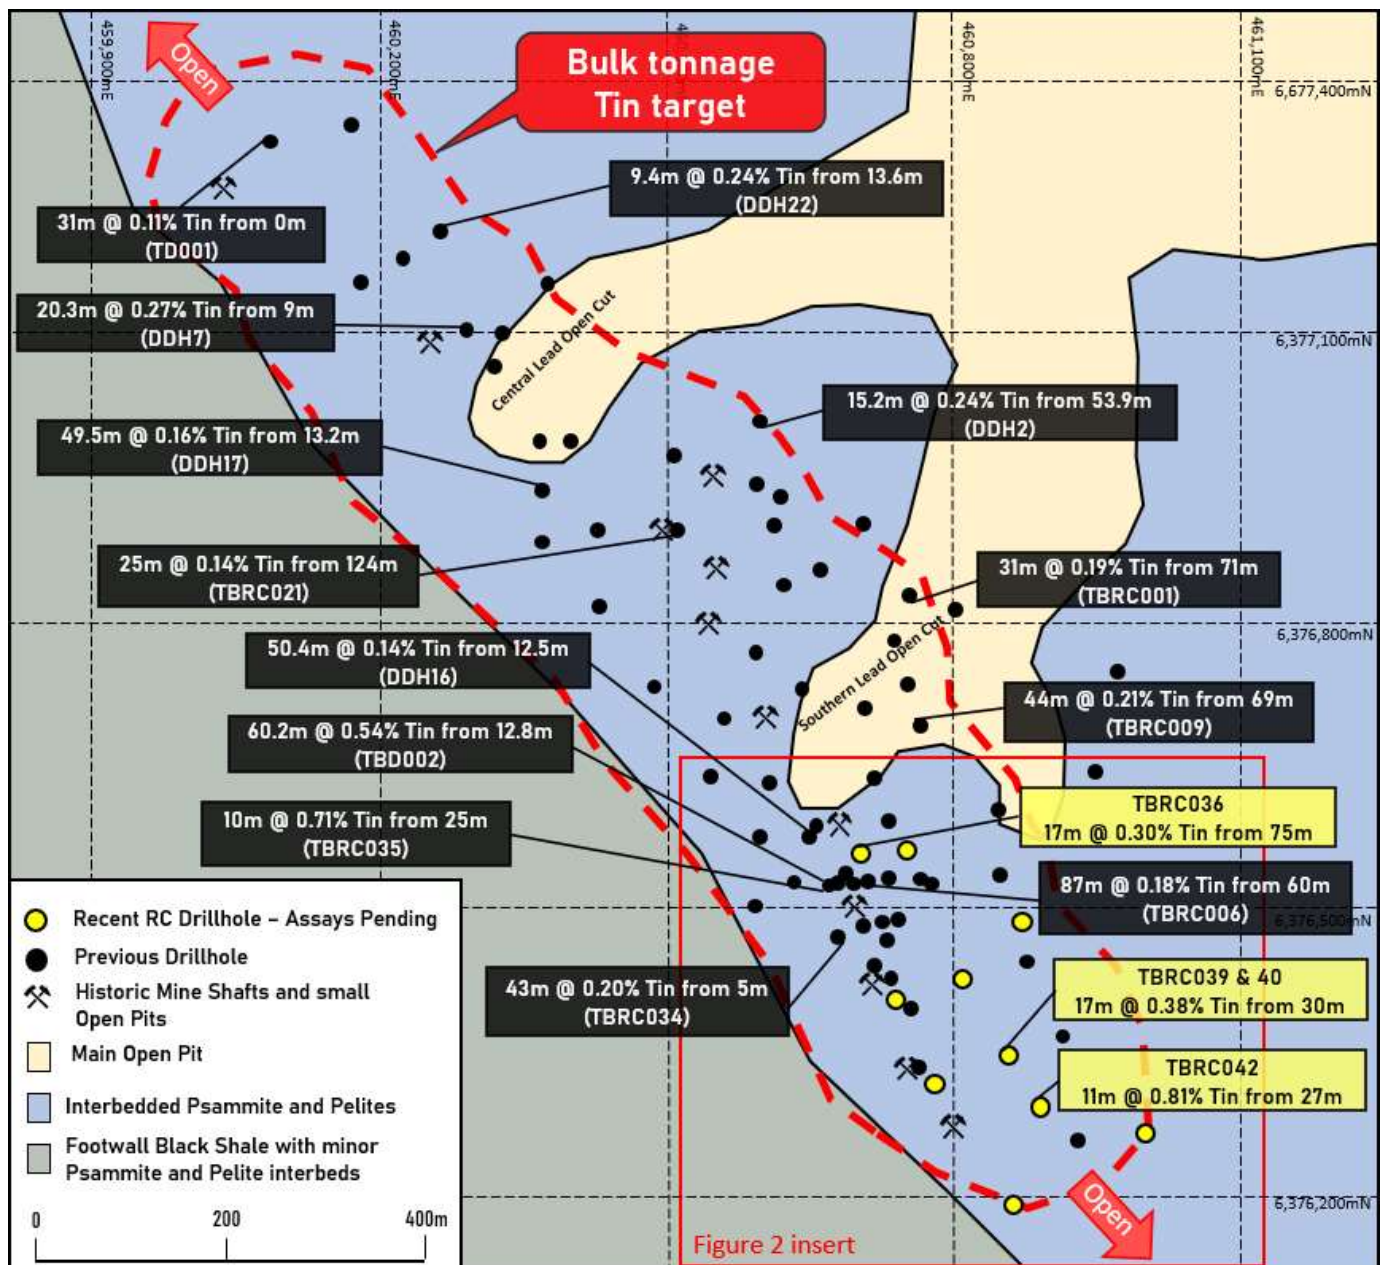 459,900mE
460,200mE
460,800mE
461,100mE
Open
Bulk tonnage
Tin target
6,677,400mN
9.4m @ 0.24% Tin from 13.6m
(DDH22)
31m @ 0.11% Tin from 0m
(TD001)
20.3m @ 0.27% Tin from 9m
(DDH7)
Central Lead Open Cut
6,377,100mN
15.2m @ 0.24% Tin from 53.9m
(DDH2)
49.5m @ 0.16% Tin from 13.2m
(DDH17)
25m @ 0.14% Tin from 124m
(TBRC021)
31m @ 0.19% Tin from 71m
(TBRC001)
6,376,800mN
50.4m @ 0.14% Tin from 12.5m
(DDH16)
Southern Lead Open Cut
44m @ 0.21% Tin from 69m
(TBRC009)
60.2m @ 0.54% Tin from 12.8m
(TBD002)
TBRC036
17m @ 0.30% Tin from 75m
10m @ 0.71% Tin from 25m
(TBRC035)
87m @ 0.18% Tin from 60m
(TBRC006)
6,376,500mN
43m @ 0.20% Tin from 5m
(TBRC034)
TBRC039 & 40
17m @ 0.38% Tin from 30m
TBRC042
11m @ 0.81% Tin from 27m
6,376,200mN
Open
Figure 2 insert
Recent RC Drillhole – Assays Pending
Previous Drillhole
Historic Mine Shafts and small
Open Pits
Main Open Pit
Interbedded Psammite and Pelites
Footwall Black Shale with minor
Psammite and Pelite interbeds
0 200 400m